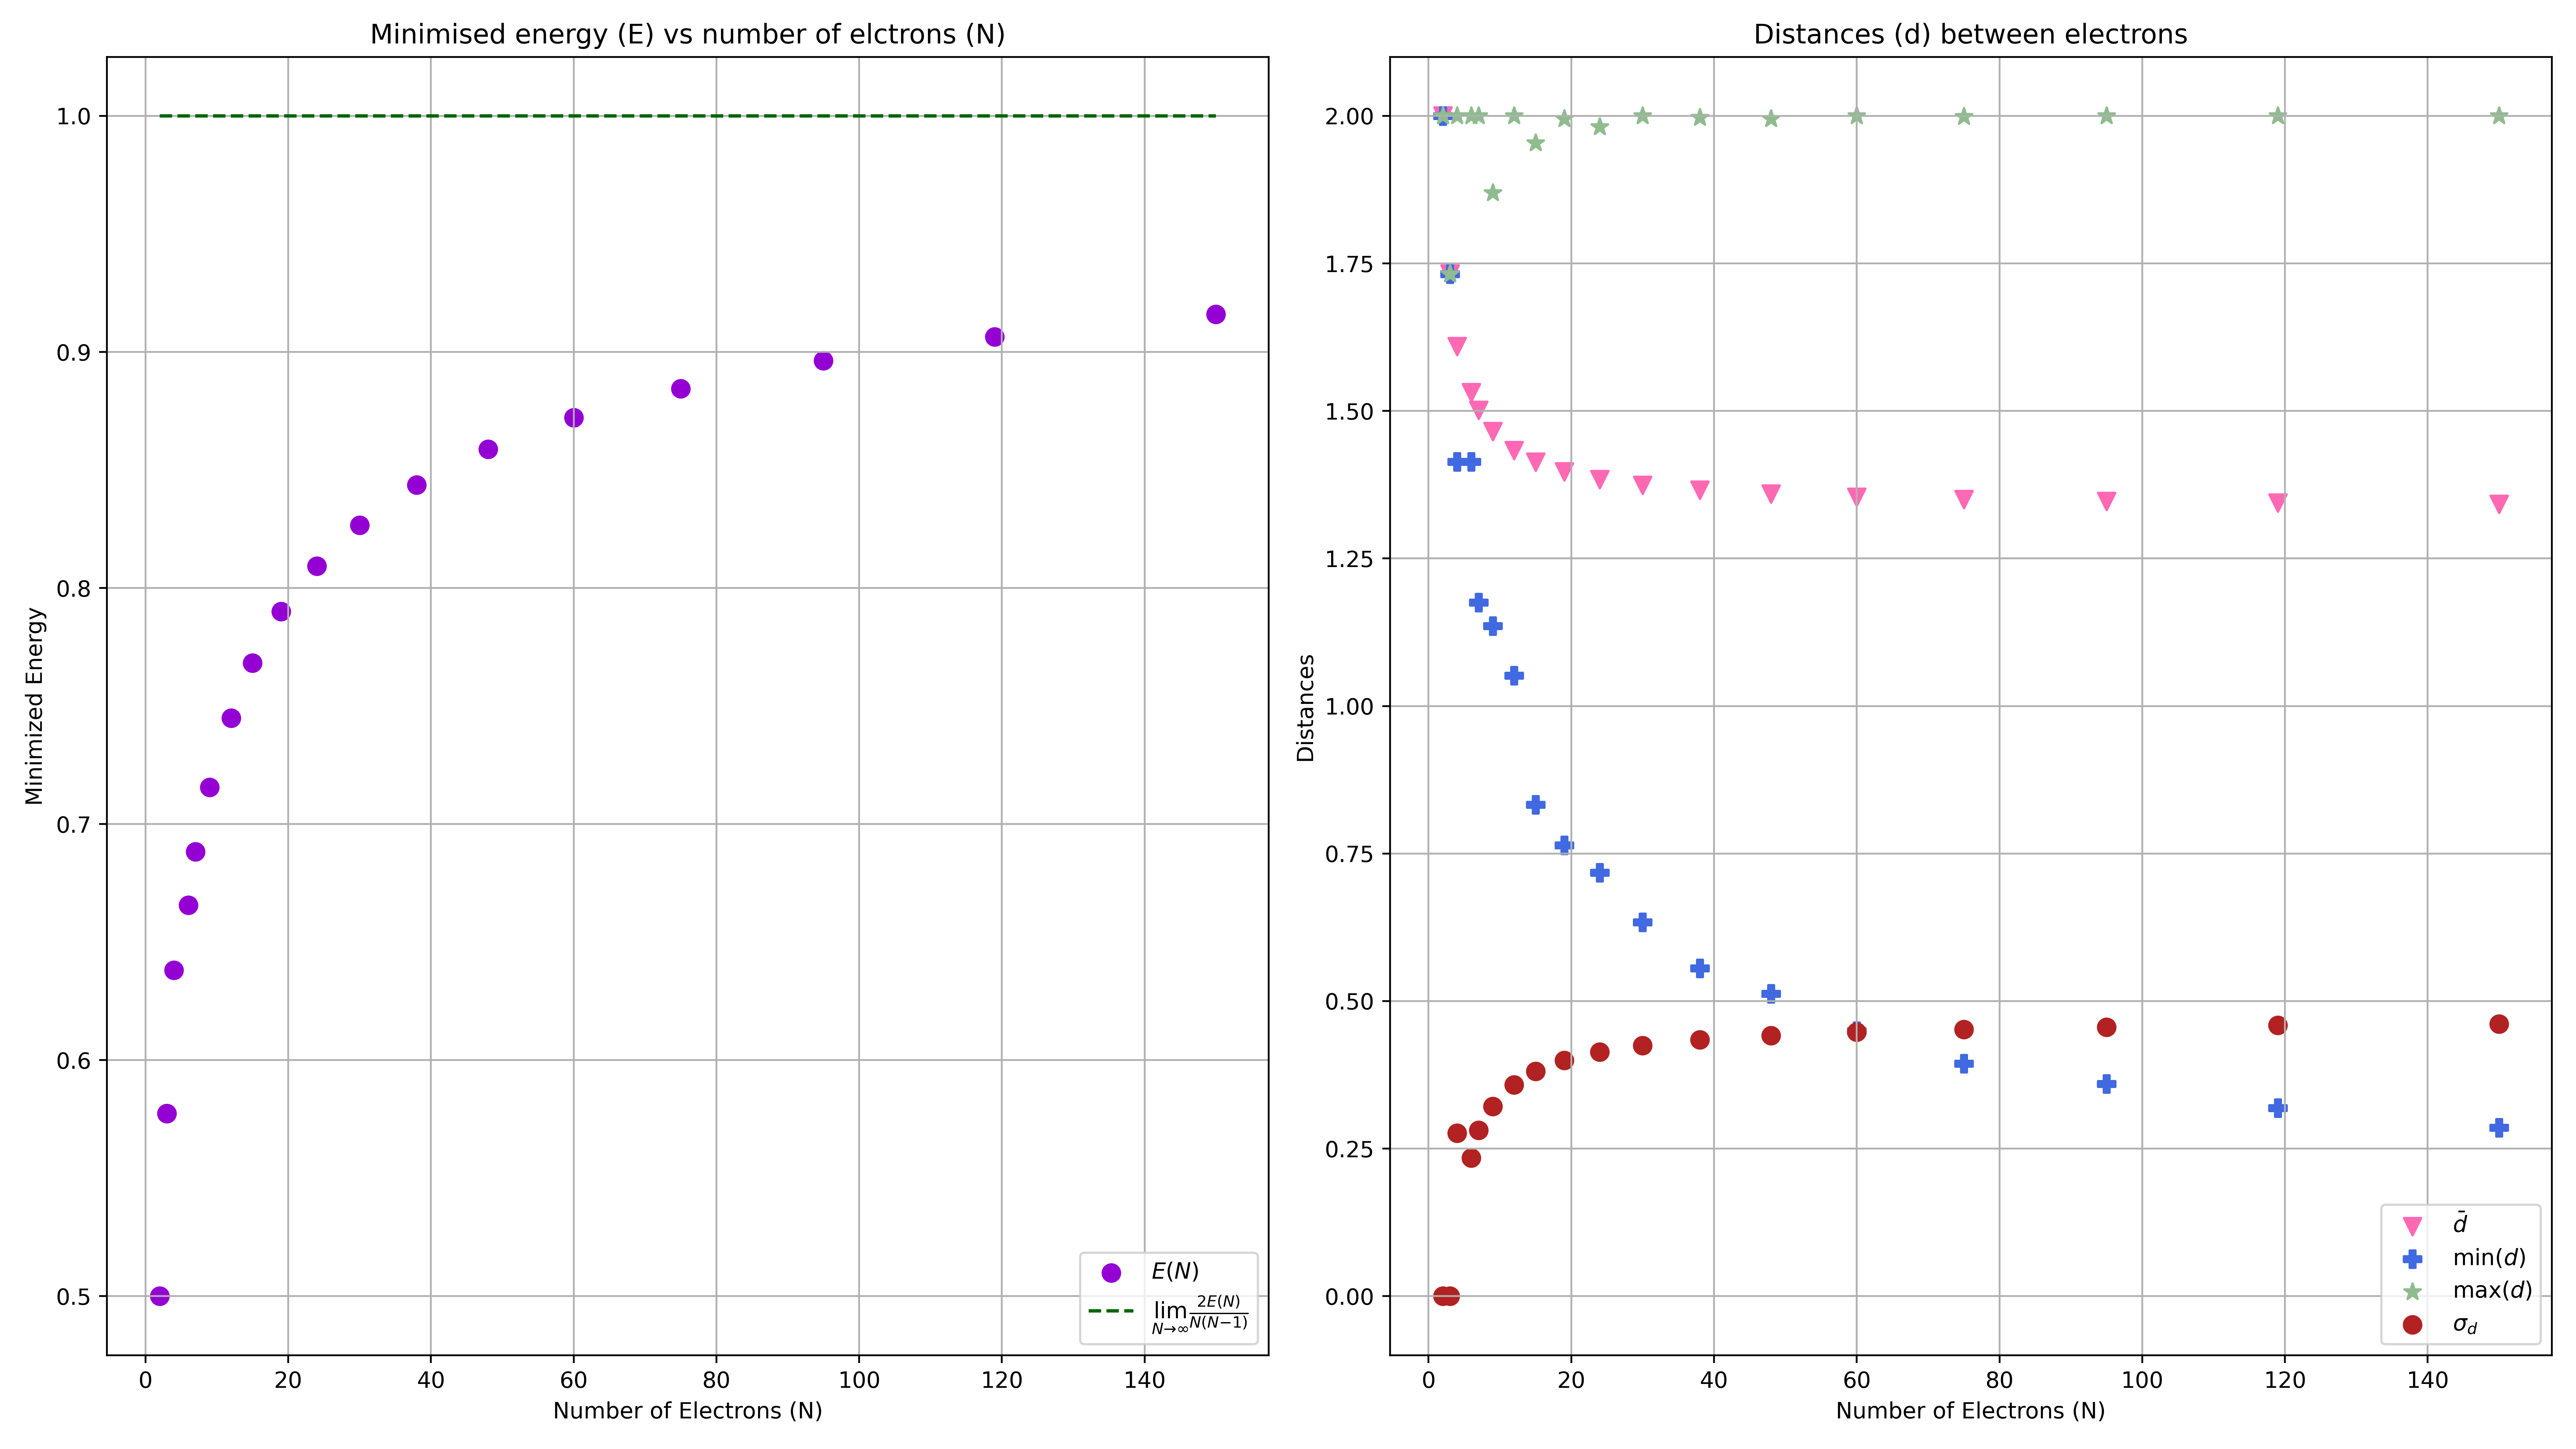 Minimised energy (E) vs number of elctrons (N)
Minimized Energy
1.0
0.9
0.8
0.7
0.6
0.5
0 20 40 60 80 100 120 140
Number of Electrons (N)
E(N)
lim N→∞ 2E(N)/N(N−1)
Distances (d) between electrons
Distances
2.00
1.75
1.50
1.25
1.00
0.75
0.50
0.25
0.00
0 20 40 60 80 100 120 140
Number of Electrons (N)
d̄
min(d)
max(d)
σ_d